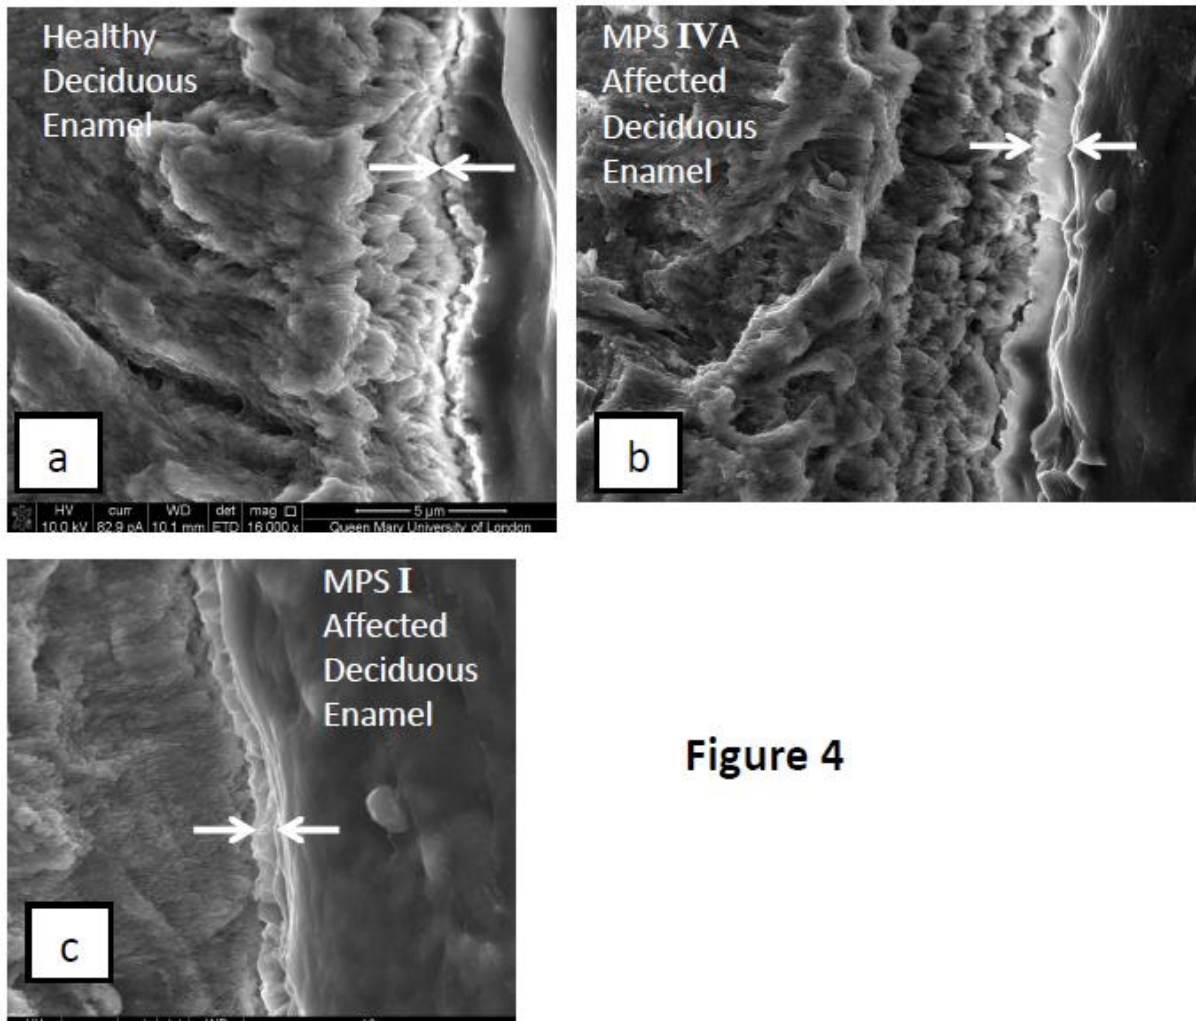 Healthy
Deciduous
Enamel
a
HV curr WD det mag
10.0 kV 82.9 pA 10.1 mm ETD 16 000 x
5 μm
Queen Mary University of London
MPS IVA
Affected
Deciduous
Enamel
b
MPS I
Affected
Deciduous
Enamel
c
Figure 4